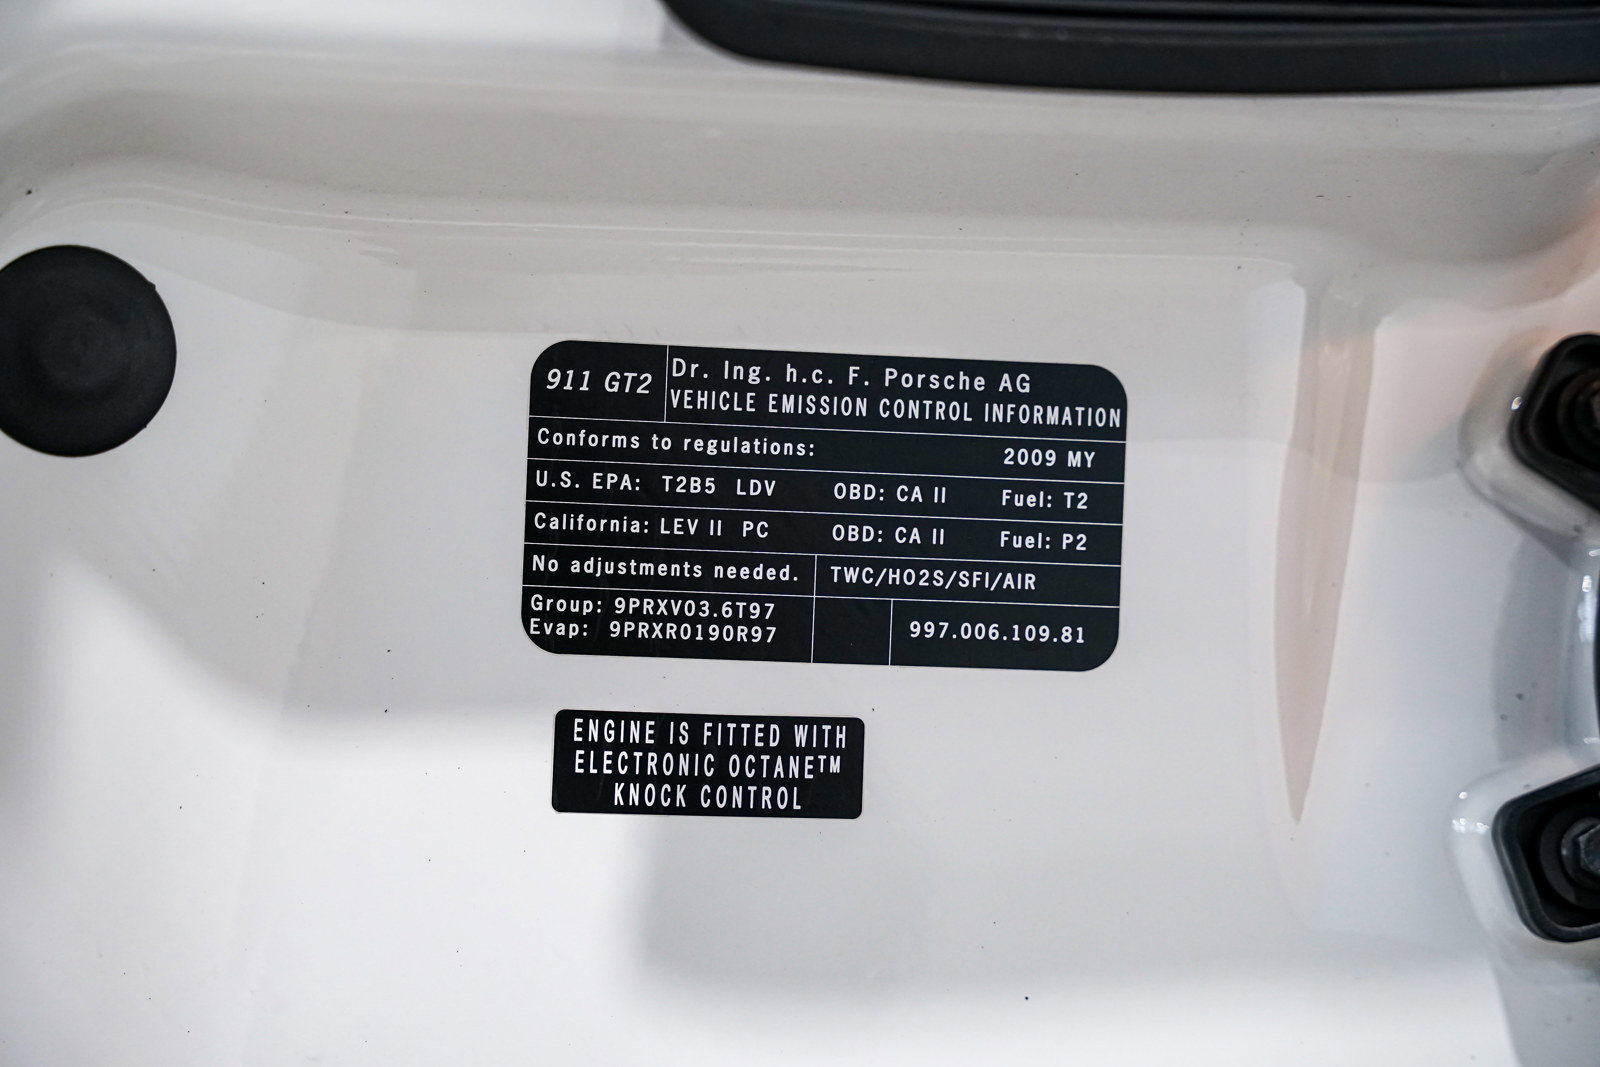 911 GT2
Dr. Ing. h.c. F. Porsche AG
VEHICLE EMISSION CONTROL INFORMATION
Conforms to regulations: 2009 MY
U.S. EPA: T2B5 LDV OBD: CA II Fuel: T2
California: LEV II PC OBD: CA II Fuel: P2
No adjustments needed. TWC/HO2S/SFI/AIR
Group: 9PRXV03.6T97
Evap: 9PRXR0190R97
997.006.109.81
ENGINE IS FITTED WITH
ELECTRONIC OCTANE™
KNOCK CONTROL